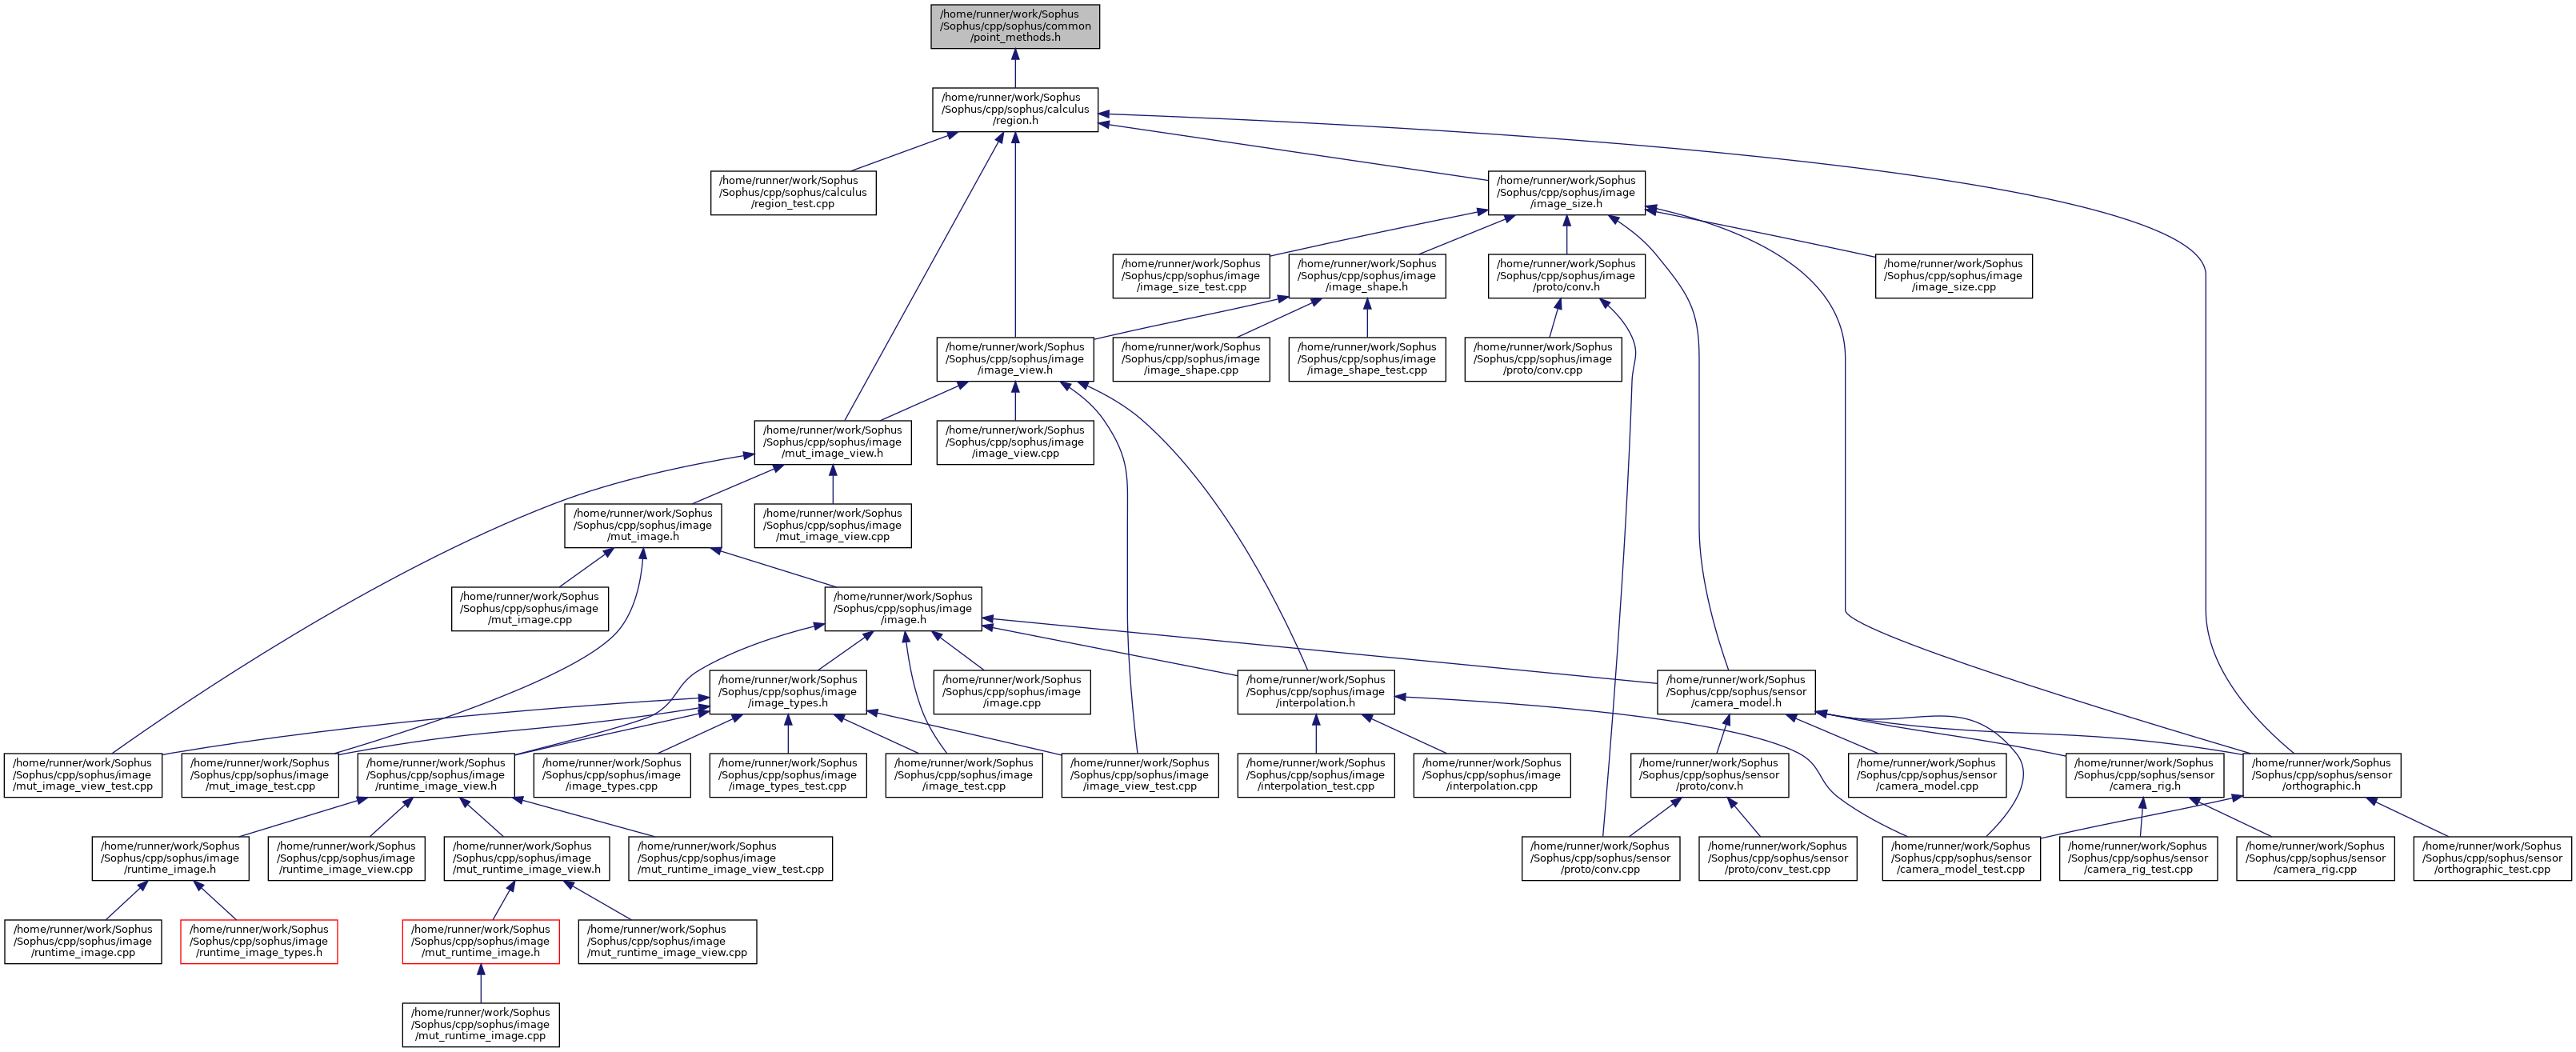 /home/runner/work/Sophus
/Sophus/cpp/sophus/common
/point_methods.h
/home/runner/work/Sophus
/Sophus/cpp/sophus/calculus
/region.h
/home/runner/work/Sophus
/Sophus/cpp/sophus/calculus
/region_test.cpp
/home/runner/work/Sophus
/Sophus/cpp/sophus/image
/image_size.h
/home/runner/work/Sophus
/Sophus/cpp/sophus/image
/image_size_test.cpp
/home/runner/work/Sophus
/Sophus/cpp/sophus/image
/image_shape.h
/home/runner/work/Sophus
/Sophus/cpp/sophus/image
/proto/conv.h
/home/runner/work/Sophus
/Sophus/cpp/sophus/image
/image_size.cpp
/home/runner/work/Sophus
/Sophus/cpp/sophus/image
/image_view.h
/home/runner/work/Sophus
/Sophus/cpp/sophus/image
/image_shape.cpp
/home/runner/work/Sophus
/Sophus/cpp/sophus/image
/image_shape_test.cpp
/home/runner/work/Sophus
/Sophus/cpp/sophus/image
/proto/conv.cpp
/home/runner/work/Sophus
/Sophus/cpp/sophus/image
/mut_image_view.h
/home/runner/work/Sophus
/Sophus/cpp/sophus/image
/image_view.cpp
/home/runner/work/Sophus
/Sophus/cpp/sophus/image
/mut_image.h
/home/runner/work/Sophus
/Sophus/cpp/sophus/image
/mut_image_view.cpp
/home/runner/work/Sophus
/Sophus/cpp/sophus/image
/mut_image.cpp
/home/runner/work/Sophus
/Sophus/cpp/sophus/image
/image.h
/home/runner/work/Sophus
/Sophus/cpp/sophus/image
/image_types.h
/home/runner/work/Sophus
/Sophus/cpp/sophus/image
/image.cpp
/home/runner/work/Sophus
/Sophus/cpp/sophus/image
/interpolation.h
/home/runner/work/Sophus
/Sophus/cpp/sophus/sensor
/camera_model.h
/home/runner/work/Sophus
/Sophus/cpp/sophus/image
/mut_image_view_test.cpp
/home/runner/work/Sophus
/Sophus/cpp/sophus/image
/mut_image_test.cpp
/home/runner/work/Sophus
/Sophus/cpp/sophus/image
/runtime_image_view.h
/home/runner/work/Sophus
/Sophus/cpp/sophus/image
/image_types.cpp
/home/runner/work/Sophus
/Sophus/cpp/sophus/image
/image_types_test.cpp
/home/runner/work/Sophus
/Sophus/cpp/sophus/image
/image_test.cpp
/home/runner/work/Sophus
/Sophus/cpp/sophus/image
/image_view_test.cpp
/home/runner/work/Sophus
/Sophus/cpp/sophus/image
/interpolation_test.cpp
/home/runner/work/Sophus
/Sophus/cpp/sophus/image
/interpolation.cpp
/home/runner/work/Sophus
/Sophus/cpp/sophus/sensor
/proto/conv.h
/home/runner/work/Sophus
/Sophus/cpp/sophus/sensor
/camera_model.cpp
/home/runner/work/Sophus
/Sophus/cpp/sophus/sensor
/camera_rig.h
/home/runner/work/Sophus
/Sophus/cpp/sophus/sensor
/orthographic.h
/home/runner/work/Sophus
/Sophus/cpp/sophus/image
/runtime_image.h
/home/runner/work/Sophus
/Sophus/cpp/sophus/image
/runtime_image_view.cpp
/home/runner/work/Sophus
/Sophus/cpp/sophus/image
/mut_runtime_image_view.h
/home/runner/work/Sophus
/Sophus/cpp/sophus/image
/mut_runtime_image_view_test.cpp
/home/runner/work/Sophus
/Sophus/cpp/sophus/sensor
/proto/conv.cpp
/home/runner/work/Sophus
/Sophus/cpp/sophus/sensor
/proto/conv_test.cpp
/home/runner/work/Sophus
/Sophus/cpp/sophus/sensor
/camera_model_test.cpp
/home/runner/work/Sophus
/Sophus/cpp/sophus/sensor
/camera_rig_test.cpp
/home/runner/work/Sophus
/Sophus/cpp/sophus/sensor
/camera_rig.cpp
/home/runner/work/Sophus
/Sophus/cpp/sophus/sensor
/orthographic_test.cpp
/home/runner/work/Sophus
/Sophus/cpp/sophus/image
/runtime_image.cpp
/home/runner/work/Sophus
/Sophus/cpp/sophus/image
/runtime_image_types.h
/home/runner/work/Sophus
/Sophus/cpp/sophus/image
/mut_runtime_image.h
/home/runner/work/Sophus
/Sophus/cpp/sophus/image
/mut_runtime_image_view.cpp
/home/runner/work/Sophus
/Sophus/cpp/sophus/image
/mut_runtime_image.cpp